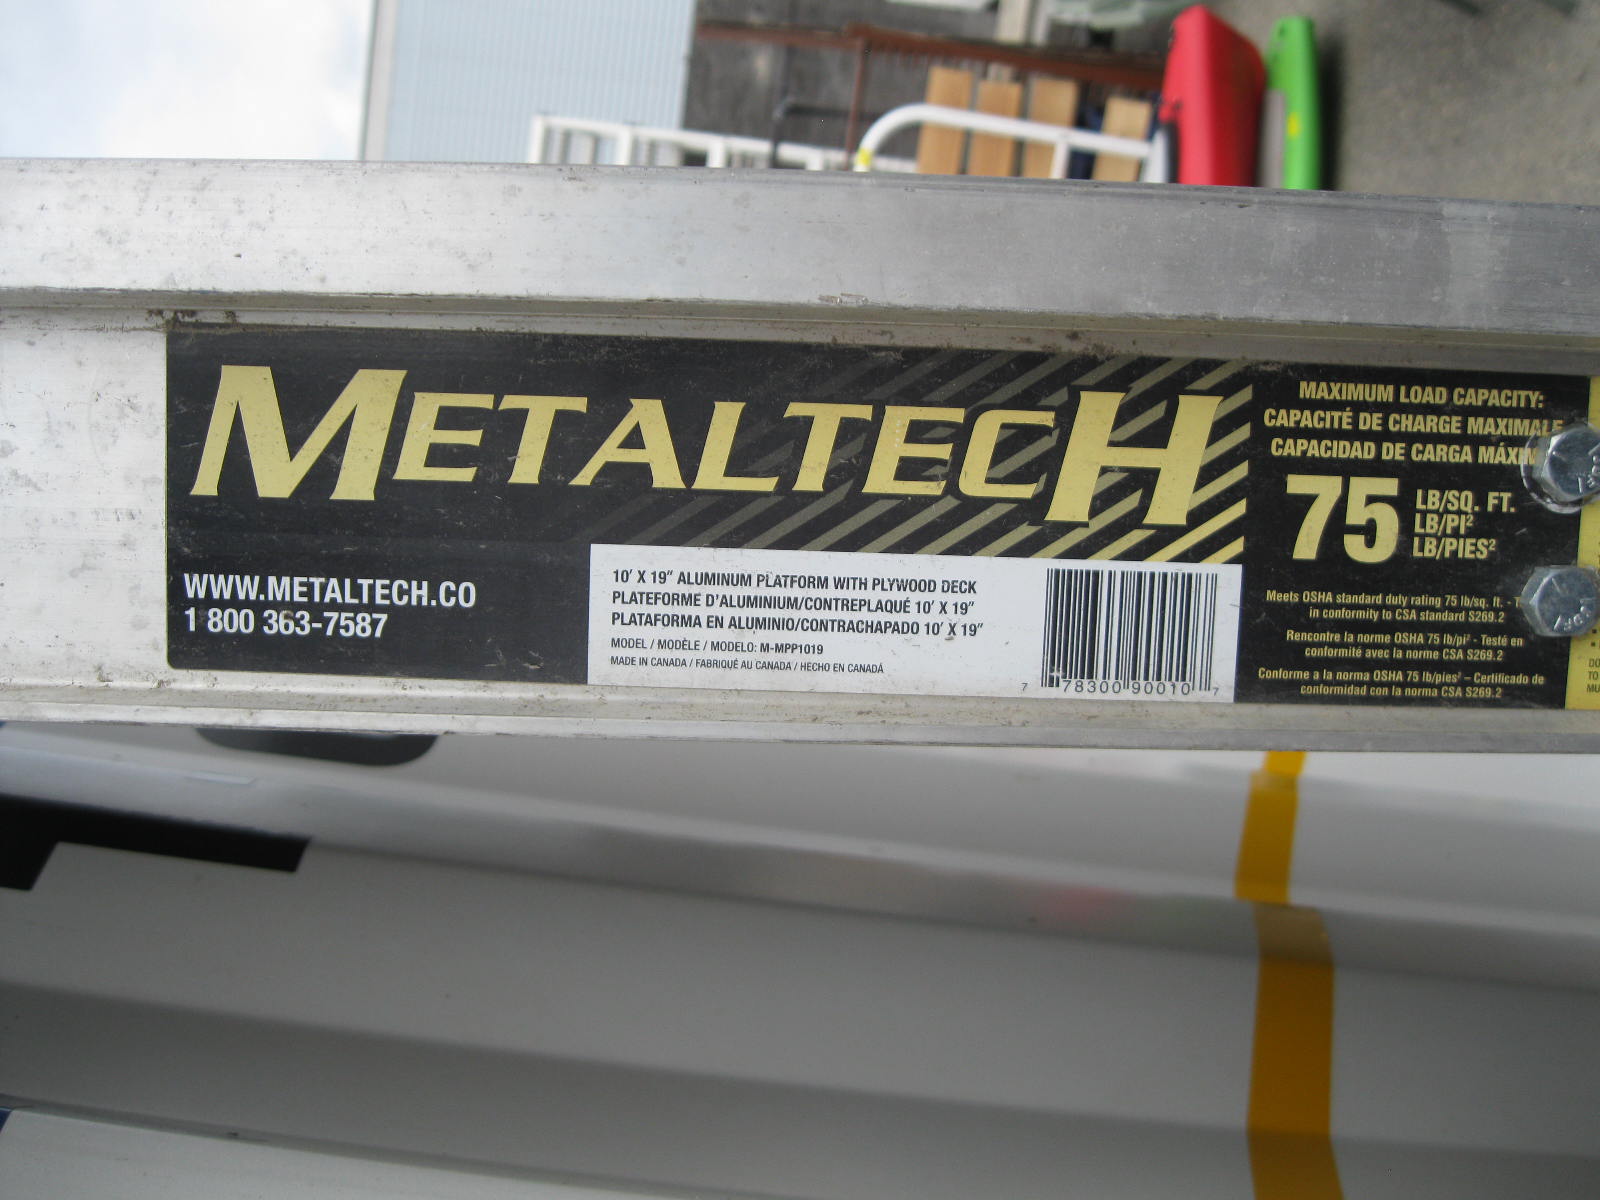 METALTECH
WWW.METALTECH.CO
1 800 363-7587
10' X 19" ALUMINUM PLATFORM WITH PLYWOOD DECK
PLATEFORME D'ALUMINIUM/CONTREPLAQUÉ 10' X 19"
PLATAFORMA EN ALUMINIO/CONTRACHAPADO 10' X 19"
MODEL / MODÈLE / MODELO: M-MPP1019
MADE IN CANADA / FABRIQUÉ AU CANADA / HECHO EN CANADÁ
7 78300 90010 7
MAXIMUM LOAD CAPACITY:
CAPACITÉ DE CHARGE MAXIMALE
CAPACIDAD DE CARGA
75
LB/SQ. FT.
LB/PI²
LB/PIES²
Meets OSHA standard duty rating 75 lb/sq. ft. -
in conformity to CSA standard S269.2
Rencontre la norme OSHA 75 lb/pi² - Testé en
conformité avec la norme CSA S269.2
Conforme a la norma OSHA 75 lb/pies² – Certificado de
conformidad con la norma CSA S269.2